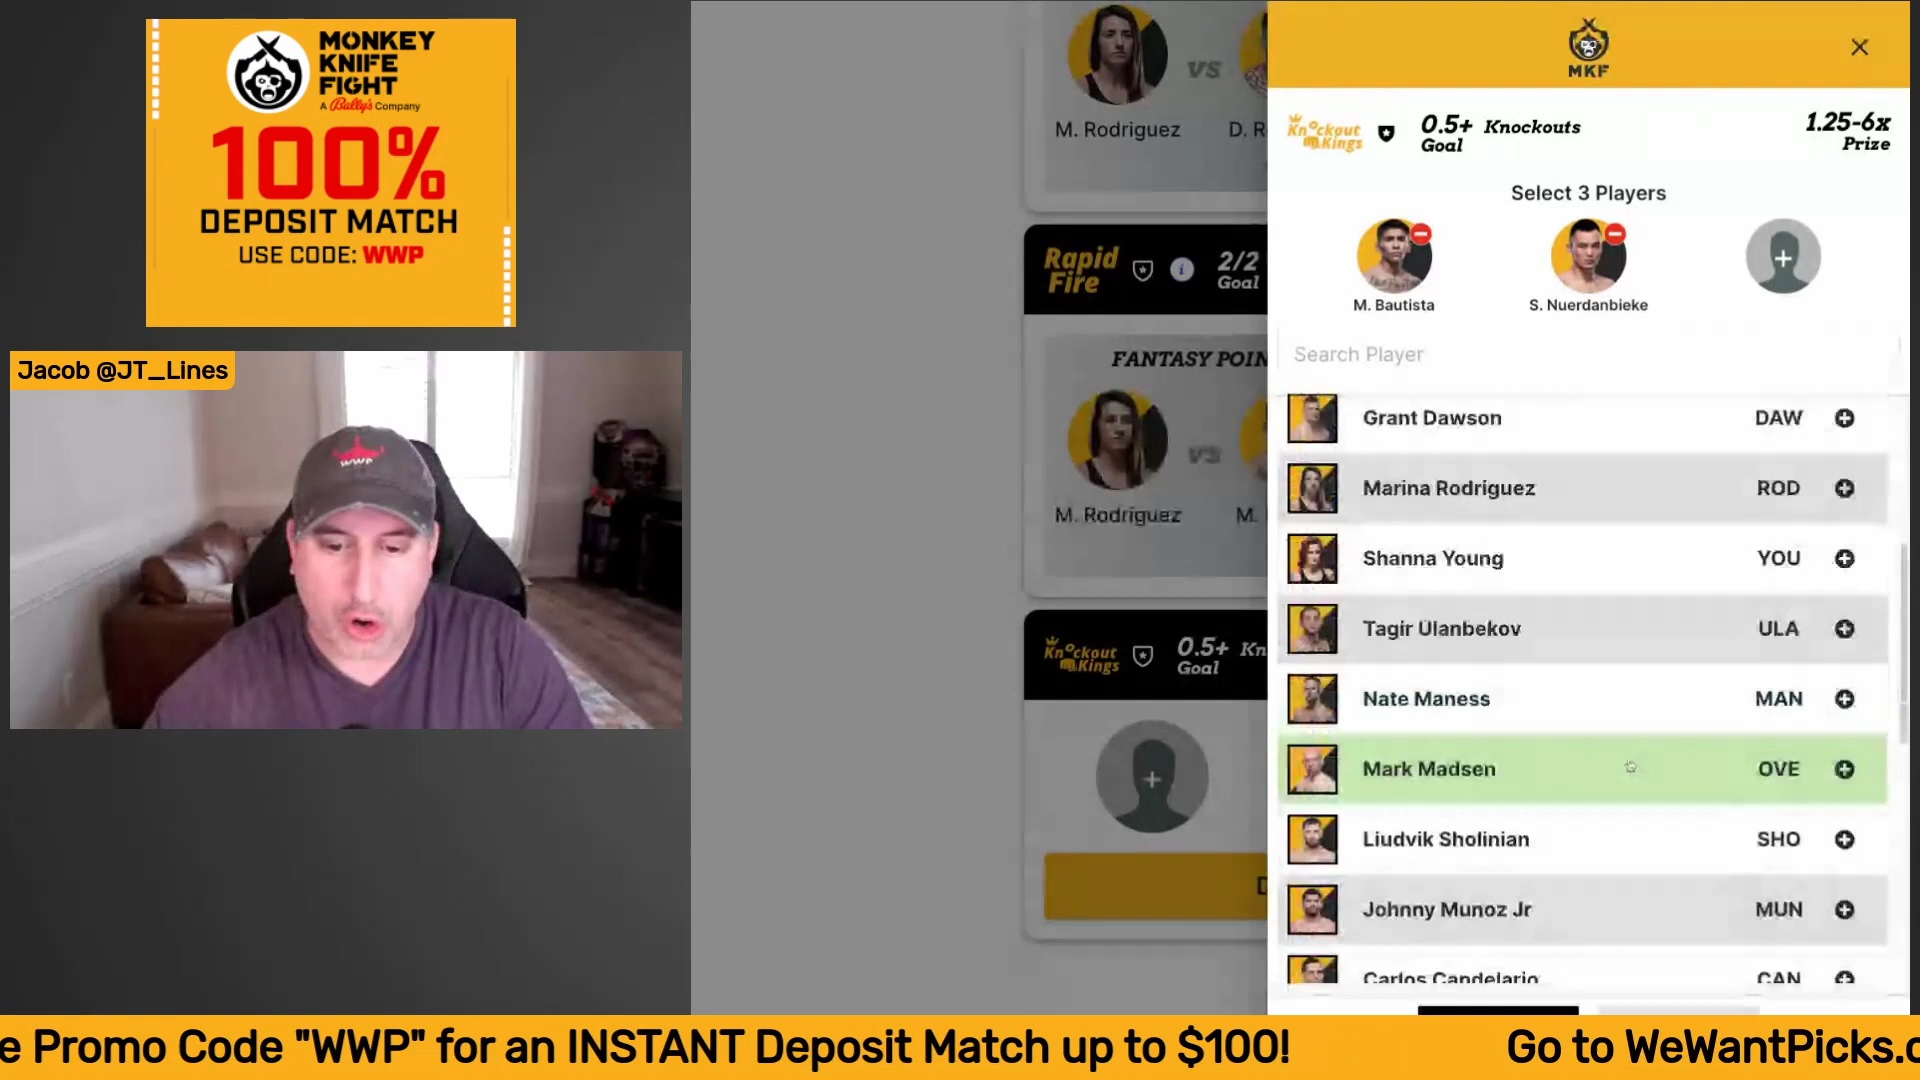 MONKEY
KNIFE
FIGHT
A Bally's Company
100%
DEPOSIT MATCH
USE CODE: WWP
Jacob @JT_Lines
WWP
VS
M. Rodriguez
D. R
Rapid
Fire
i
2/2
Goal
FANTASY POIN
VS
M. Rodriguez
M.
Knockout
Kings
0.5+ Kn
Goal
MKF
Knockout
Kings
0.5+ Knockouts
Goal
1.25-6x
Prize
Select 3 Players
M. Bautista
S. Nuerdanbieke
Search Player
Grant Dawson DAW
Marina Rodriguez ROD
Shanna Young YOU
Tagir Ulanbekov ULA
Nate Maness MAN
Mark Madsen OVE
Liudvik Sholinian SHO
Johnny Munoz Jr MUN
Carlos Candelario CAN
e Promo Code "WWP" for an INSTANT Deposit Match up to $100!
Go to WeWantPicks.c